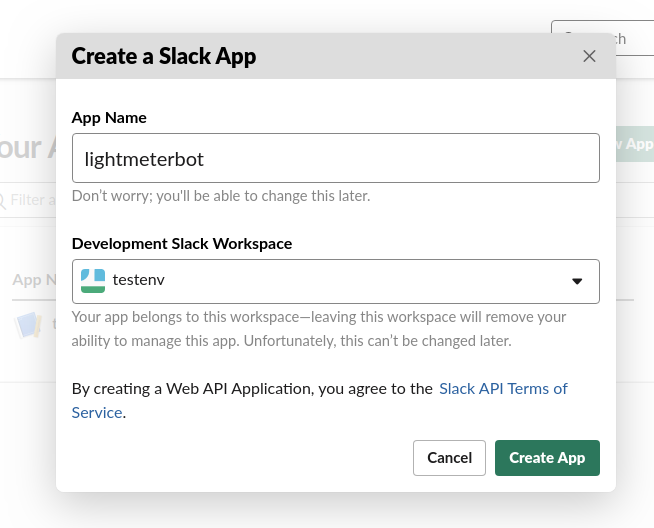 Create a Slack App
App Name
lightmeterbot
Don't worry; you'll be able to change this later.
Filter a
Development Slack Workspace
App N
testenv
Your app belongs to this workspace—leaving this workspace will remove your
ability to manage this app. Unfortunately, this can't be changed later.
By creating a Web API Application, you agree to the Slack API Terms of
Service.
Cancel
Create App